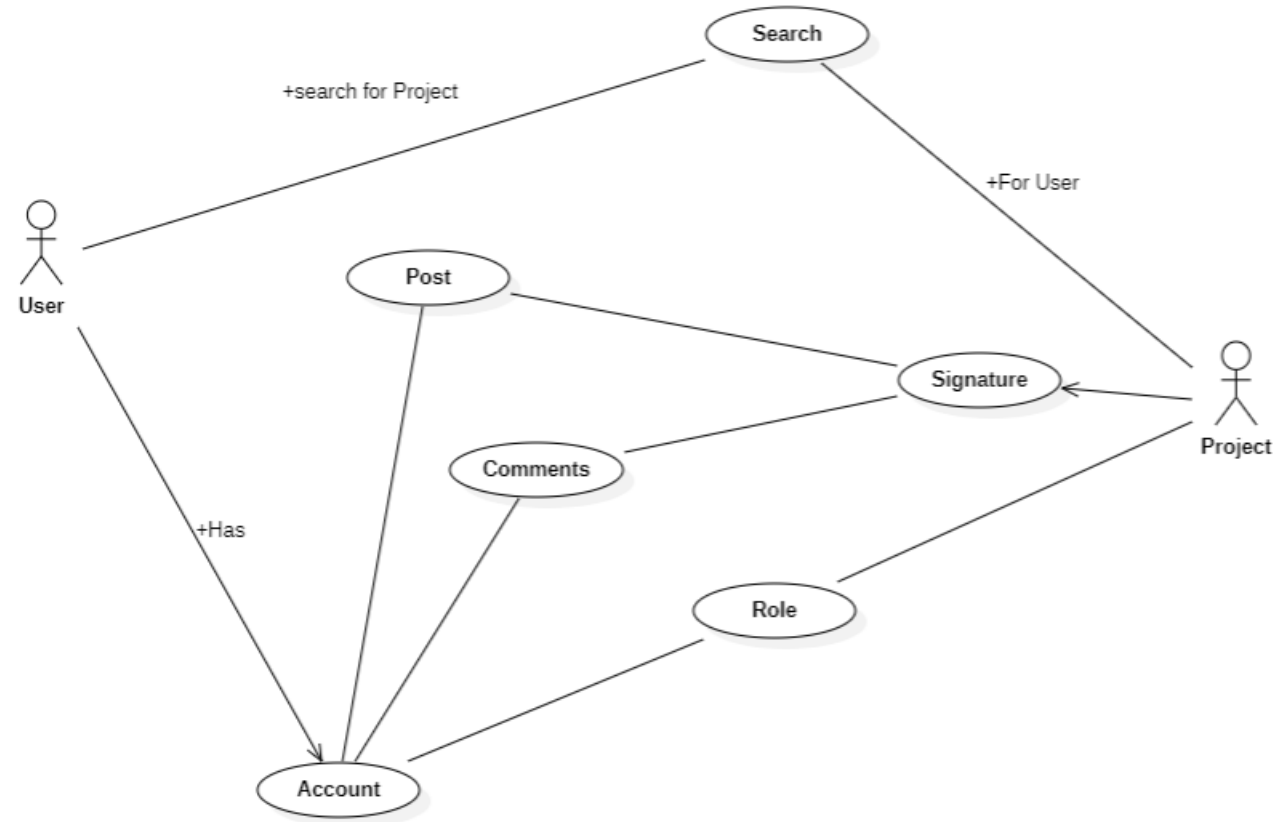 Search
+search for Project
+For User
User
Post
Signature
Project
Comments
+Has
Role
Account